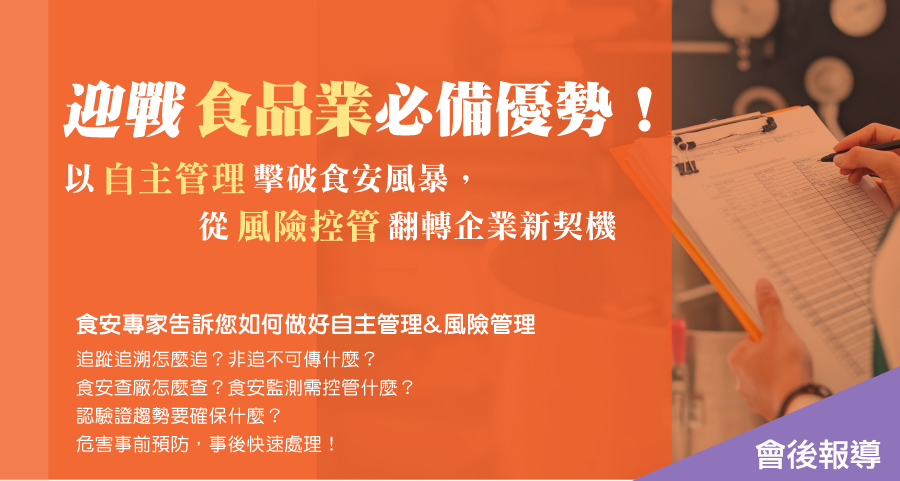 迎戰食品業必備優勢！
以自主管理擊破食安風暴，
從風險控管翻轉企業新契機
食安專家告訴您如何做好自主管理&風險管理
追蹤追溯怎麼追？非追不可傳什麼？
食安查廠怎麼查？食安監測需控管什麼？
認驗證趨勢要確保什麼？
危害事前預防，事後快速處理！
會後報導